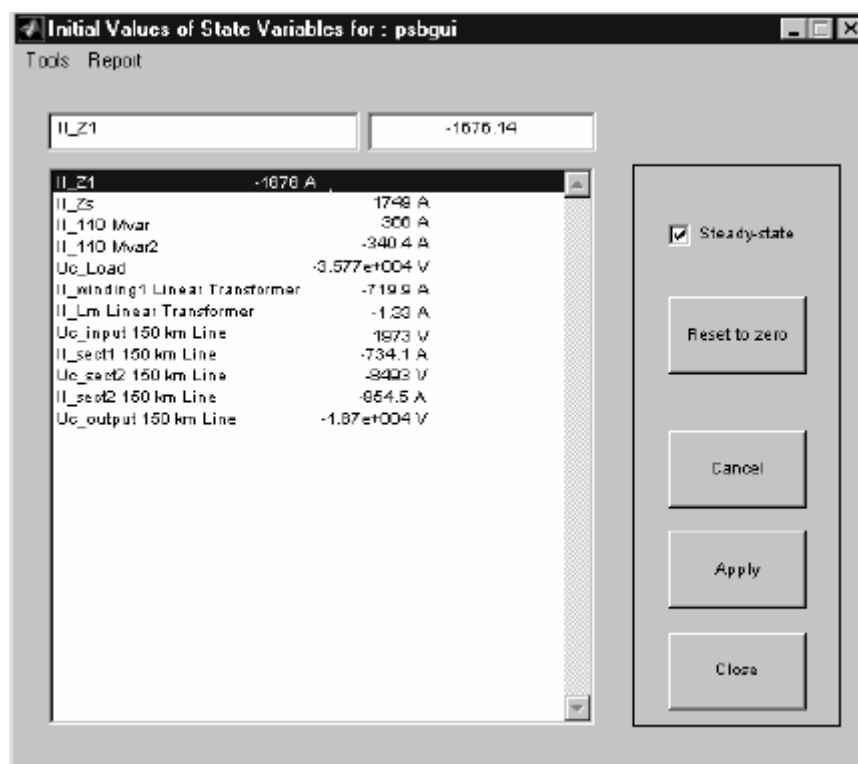 Initial Values of State Variables for : psbgui
Tools Report
Il_Z1 -1676.14
Il_Z1 -1676 A
Il_Zs 1749 A
Il_110 Mvar 366 A
Il_110 Mvar2 -340.4 A
Uc_Load -3.577e+004 V
Il_winding1 Linear Transformer -719.9 A
Il_Lm Linear Transformer -1.33 A
Uc_input 150 km Line 1973 V
Il_sect1 150 km Line -734.1 A
Uc_sect2 150 km Line -8493 V
Il_sect2 150 km Line -854.5 A
Uc_output 150 km Line -1.87e+004 V
Steady-state
Reset to zero
Cancel
Apply
Close